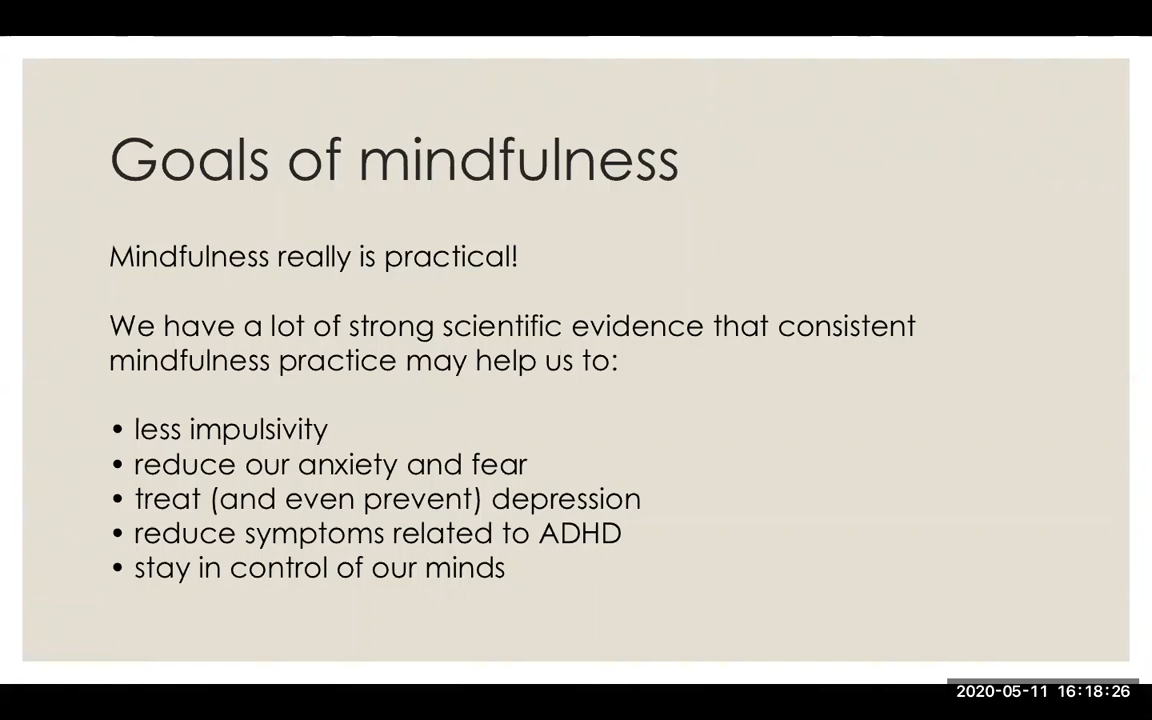 Goals of mindfulness
Mindfulness really is practical!
We have a lot of strong scientific evidence that consistent
mindfulness practice may help us to:
• less impulsivity
• reduce our anxiety and fear
• treat (and even prevent) depression
• reduce symptoms related to ADHD
• stay in control of our minds
2020-05-11 16:18:26